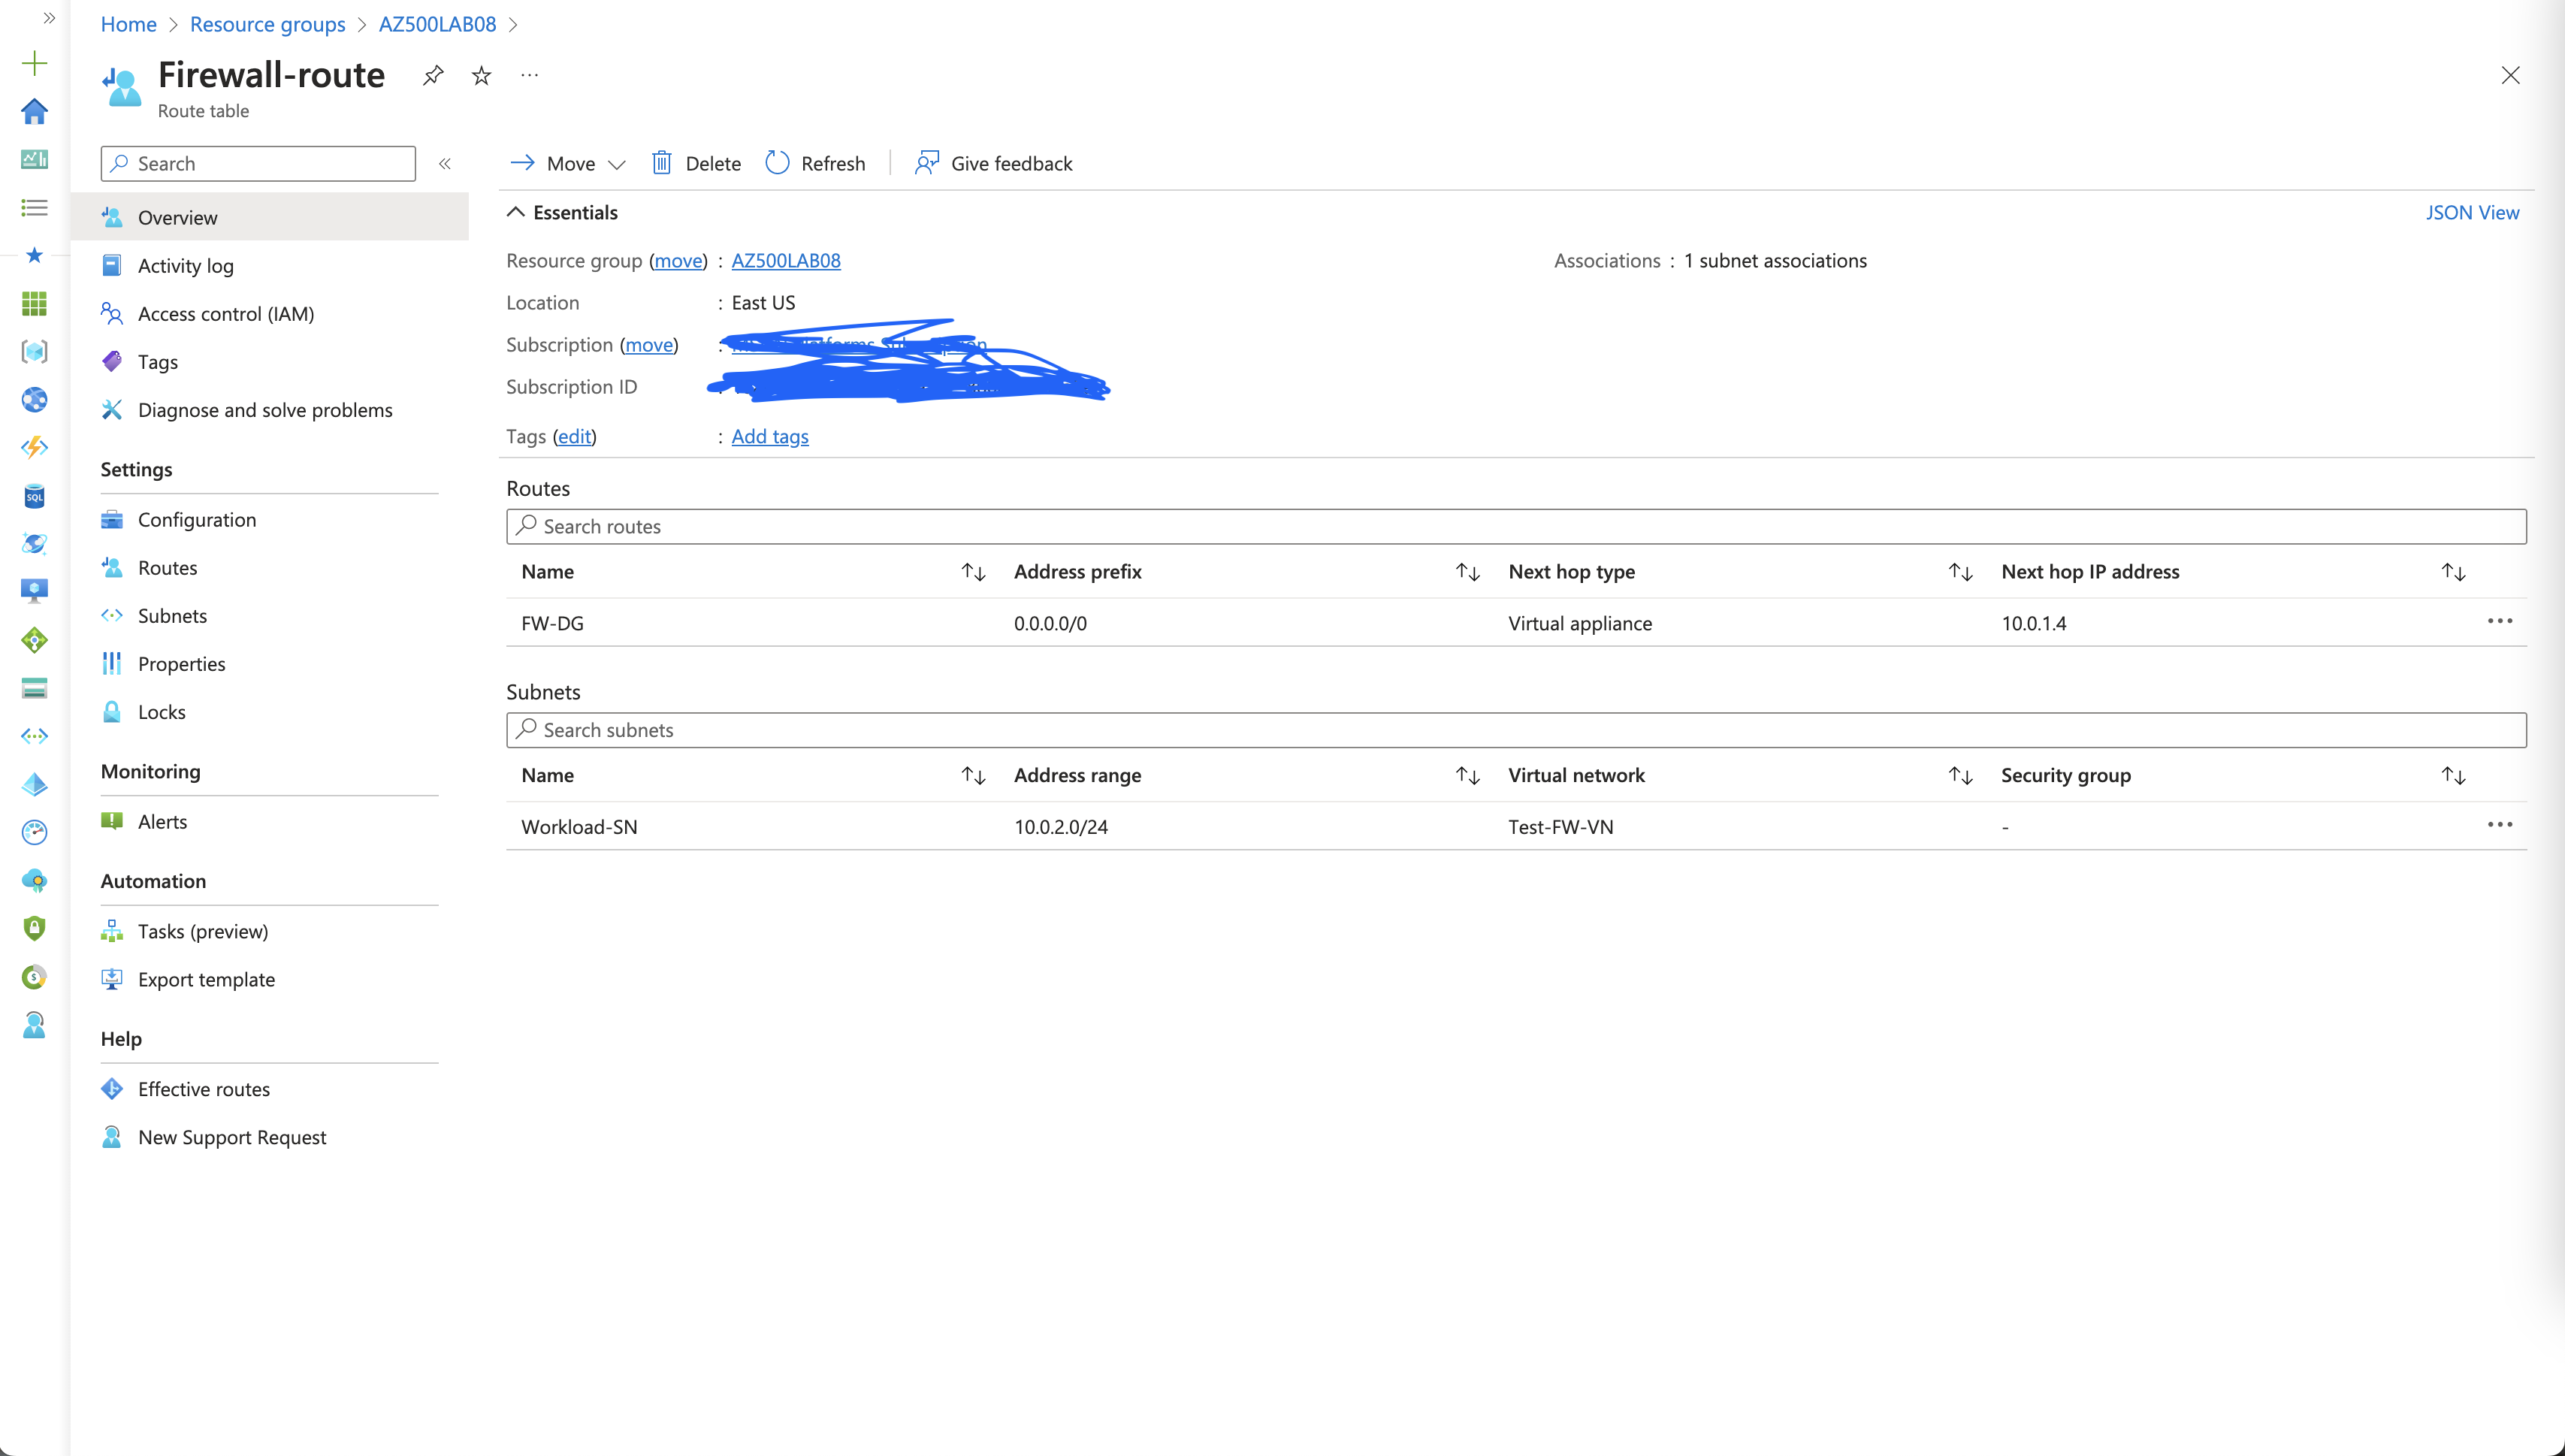 Home > Resource groups > AZ500LAB08 >
Firewall-route
Route table
Search
Move Delete Refresh Give feedback
Overview
Activity log
Access control (IAM)
Tags
Diagnose and solve problems
Settings
Configuration
Routes
Subnets
Properties
Locks
Monitoring
Alerts
Automation
Tasks (preview)
Export template
Help
Effective routes
New Support Request
Essentials
JSON View
Resource group (move) : AZ500LAB08
Associations : 1 subnet associations
Location : East US
Subscription (move) :
Subscription ID
Tags (edit) : Add tags
Routes
Search routes
Name Address prefix Next hop type Next hop IP address
FW-DG 0.0.0.0/0 Virtual appliance 10.0.1.4
Subnets
Search subnets
Name Address range Virtual network Security group
Workload-SN 10.0.2.0/24 Test-FW-VN -
SQL